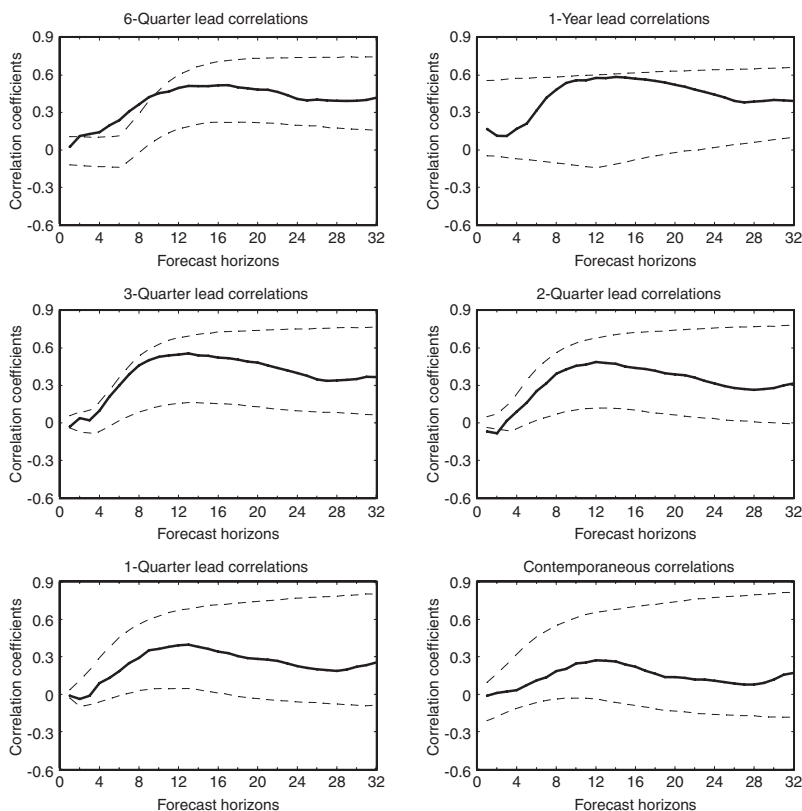 6-Quarter lead correlations
Correlation coefficients
0.9
0.6
0.3
0
-0.3
-0.6
0 4 8 12 16 20 24 28 32
Forecast horizons
1-Year lead correlations
Correlation coefficients
0.9
0.6
0.3
0
-0.3
-0.6
0 4 8 12 16 20 24 28 32
Forecast horizons
3-Quarter lead correlations
Correlation coefficients
0.9
0.6
0.3
0
-0.3
-0.6
0 4 8 12 16 20 24 28 32
Forecast horizons
2-Quarter lead correlations
Correlation coefficients
0.9
0.6
0.3
0
-0.3
-0.6
0 4 8 12 16 20 24 28 32
Forecast horizons
1-Quarter lead correlations
Correlation coefficients
0.9
0.6
0.3
0
-0.3
-0.6
0 4 8 12 16 20 24 28 32
Forecast horizons
Contemporaneous correlations
Correlation coefficients
0.9
0.6
0.3
0
-0.3
-0.6
0 4 8 12 16 20 24 28 32
Forecast horizons